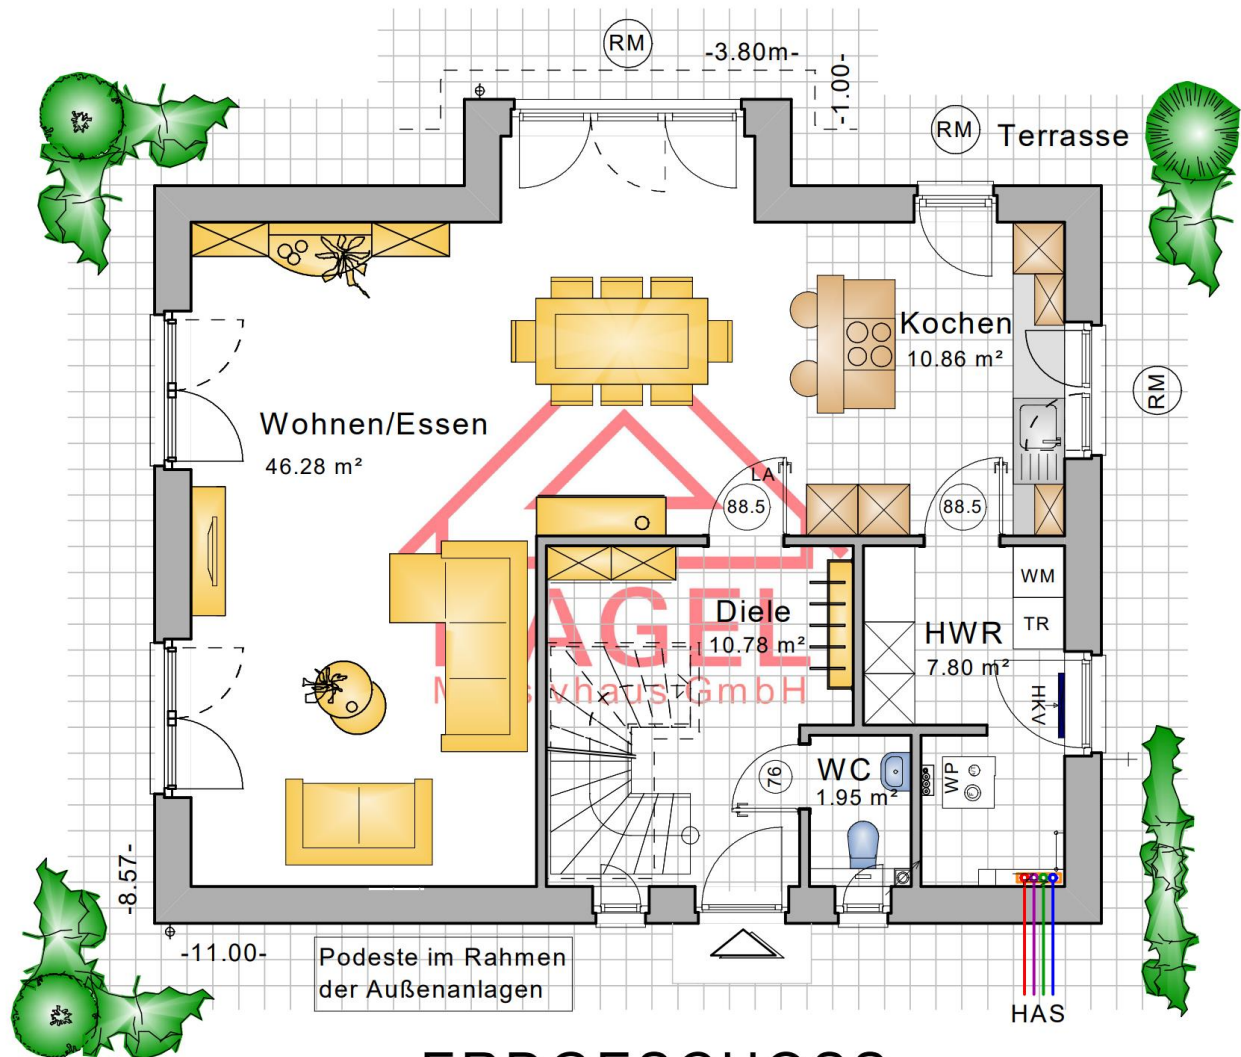 RM
-3.80m-
-1.00-
RM
Terrasse
Kochen
10.86 m²
RM
Wohnen/Essen
46.28 m²
LA
88.5
88.5
WM
Diele
10.78 m²
TR
HWR
7.80 m²
GmbH
HKV
WC
1.95 m²
76
WP
-8.57-
-11.00-
Podeste im Rahmen
der Außenanlagen
HAS
ERDGESCHOSS